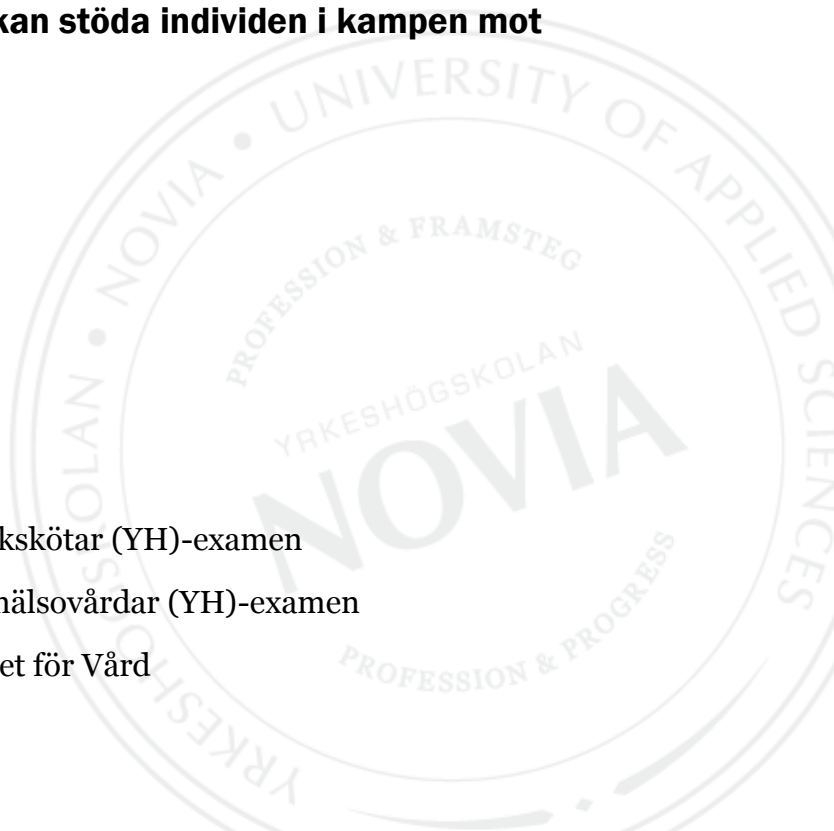 kan stöda individen i kampen mot
UNIVERSITY OF APPLIED SCIENCES
YRKESHÖGSKOLAN • NOVIA •
PROFESSION & FRAMSTEG
YRKESHÖGSKOLAN
NOVIA
PROFESSION & PROGRESS
kskötar (YH)-examen
hälsovårdar (YH)-examen
et för Vård